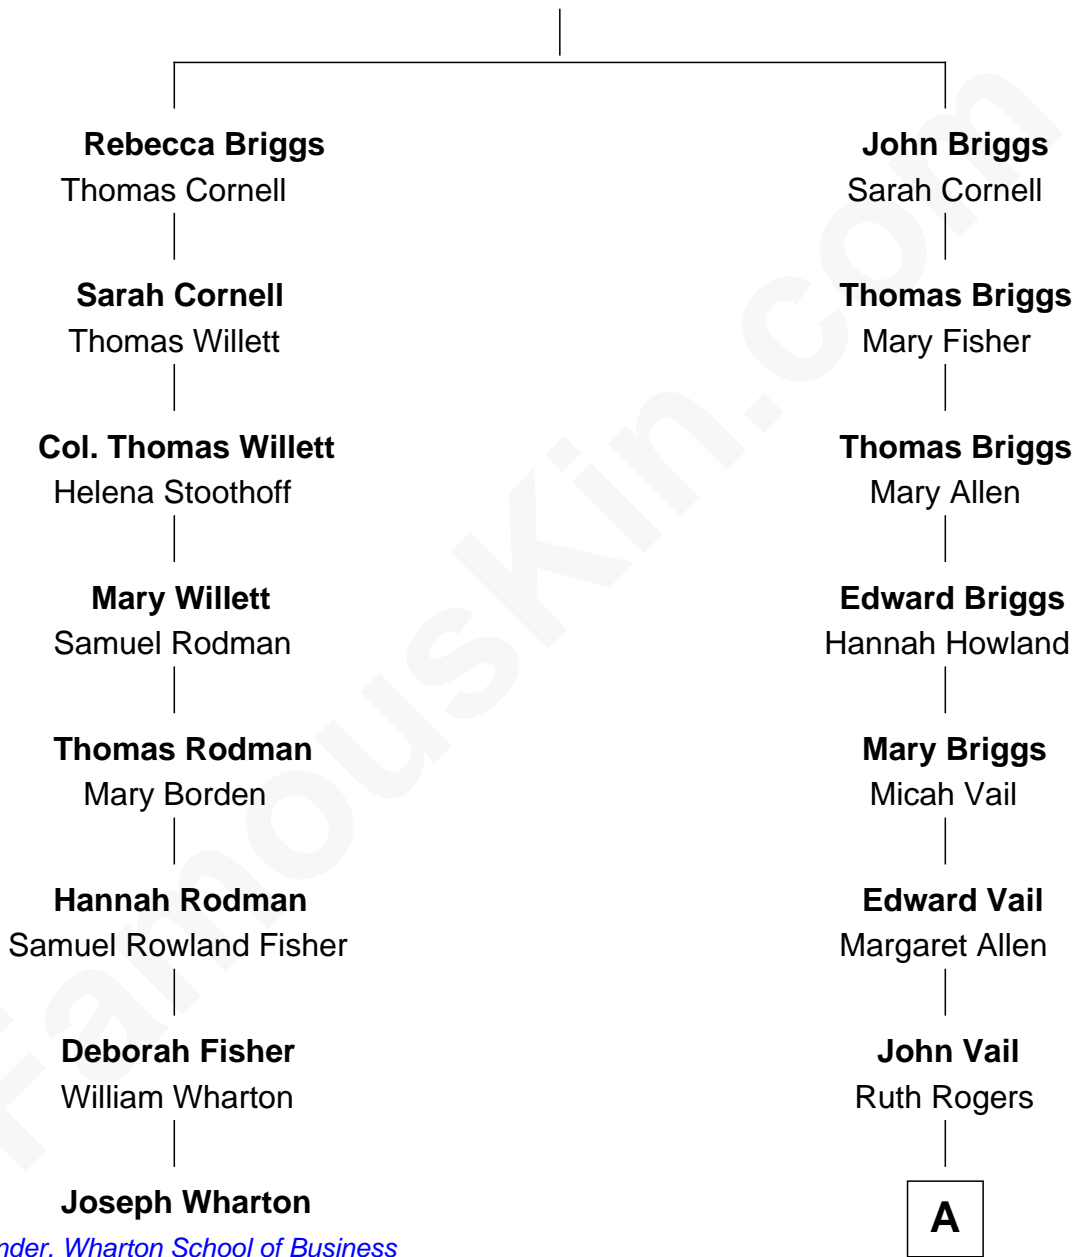 Rebecca Briggs
Thomas Cornell
John Briggs
Sarah Cornell
Sarah Cornell
Thomas Willett
Thomas Briggs
Mary Fisher
Col. Thomas Willett
Helena Stoothoff
Thomas Briggs
Mary Allen
Mary Willett
Samuel Rodman
Edward Briggs
Hannah Howland
Thomas Rodman
Mary Borden
Mary Briggs
Micah Vail
Hannah Rodman
Samuel Rowland Fisher
Edward Vail
Margaret Allen
Deborah Fisher
William Wharton
John Vail
Ruth Rogers
Joseph Wharton
nder, Wharton School of Business
A
FamousKin.com